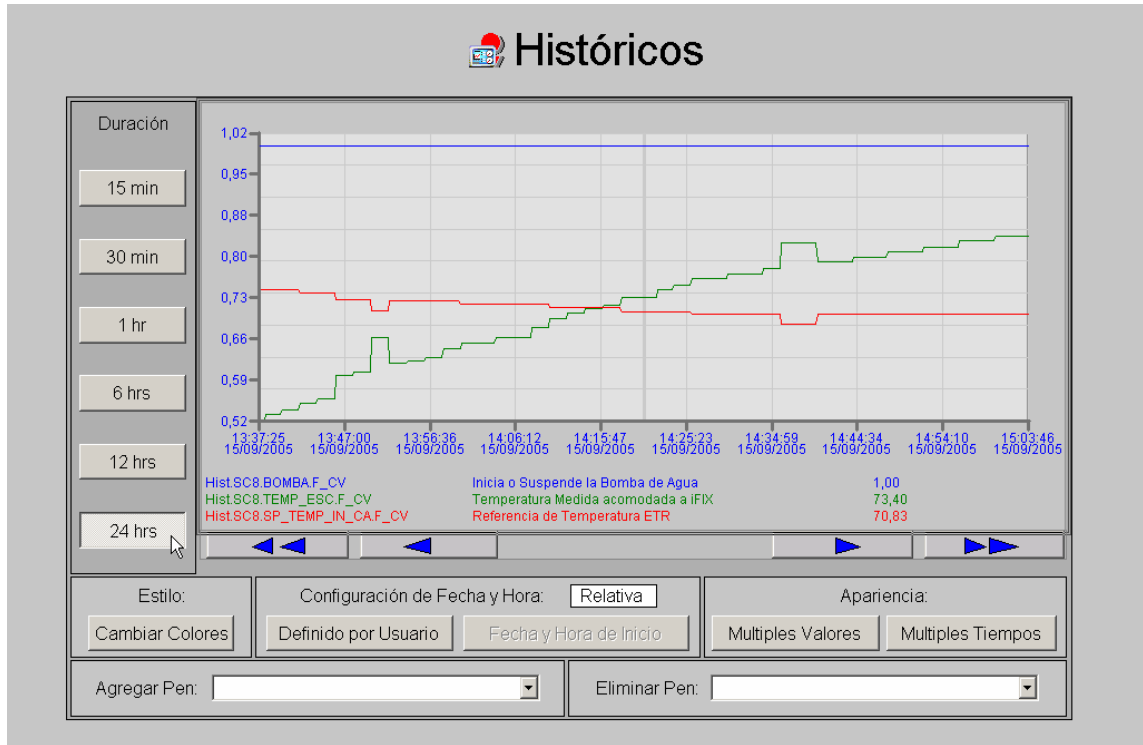 Históricos
Duración
15 min
30 min
1 hr
6 hrs
12 hrs
24 hrs
1,02
0,95
0,88
0,80
0,73
0,66
0,59
0,52
13:37:25 13:47:00 13:56:36 14:06:12 14:15:47 14:25:23 14:34:59 14:44:34 14:54:10 15:03:46
15/09/2005 15/09/2005 15/09/2005 15/09/2005 15/09/2005 15/09/2005 15/09/2005 15/09/2005 15/09/2005 15/09/2005
Hist.SC8.BOMBA.F_CV Inicia o Suspende la Bomba de Agua 1,00
Hist.SC8.TEMP_ESC.F_CV Temperatura Medida acomodada a iFIX 73,40
Hist.SC8.SP_TEMP_IN_CA.F_CV Referencia de Temperatura ETR 70,83
Estilo: Configuración de Fecha y Hora: Relativa Apariencia:
Cambiar Colores Definido por Usuario Fecha y Hora de Inicio Multiples Valores Multiples Tiempos
Agregar Pen: Eliminar Pen: